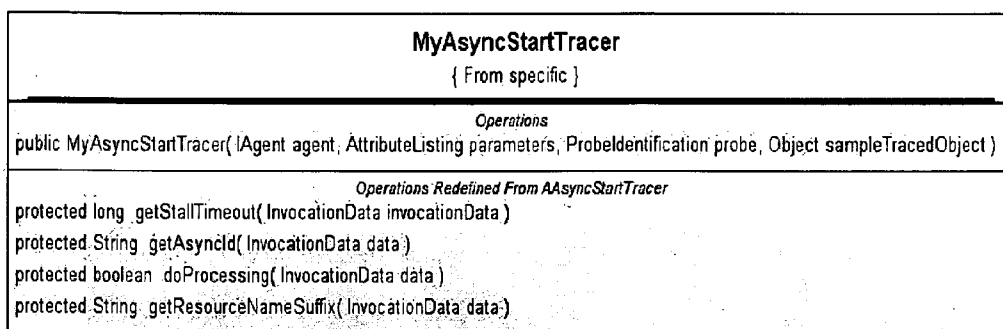 MyAsyncStartTracer
{ From specific }
Operations
public MyAsyncStartTracer( IAgent agent, AttributeListing parameters, ProbeIdentification probe, Object sampleTracedObject )
Operations Redefined From AAsyncStartTracer
protected long getStallTimeout( InvocationData invocationData )
protected String getAsyncId( InvocationData data )
protected boolean doProcessing( InvocationData data )
protected String getResourceNameSuffix( InvocationData data )